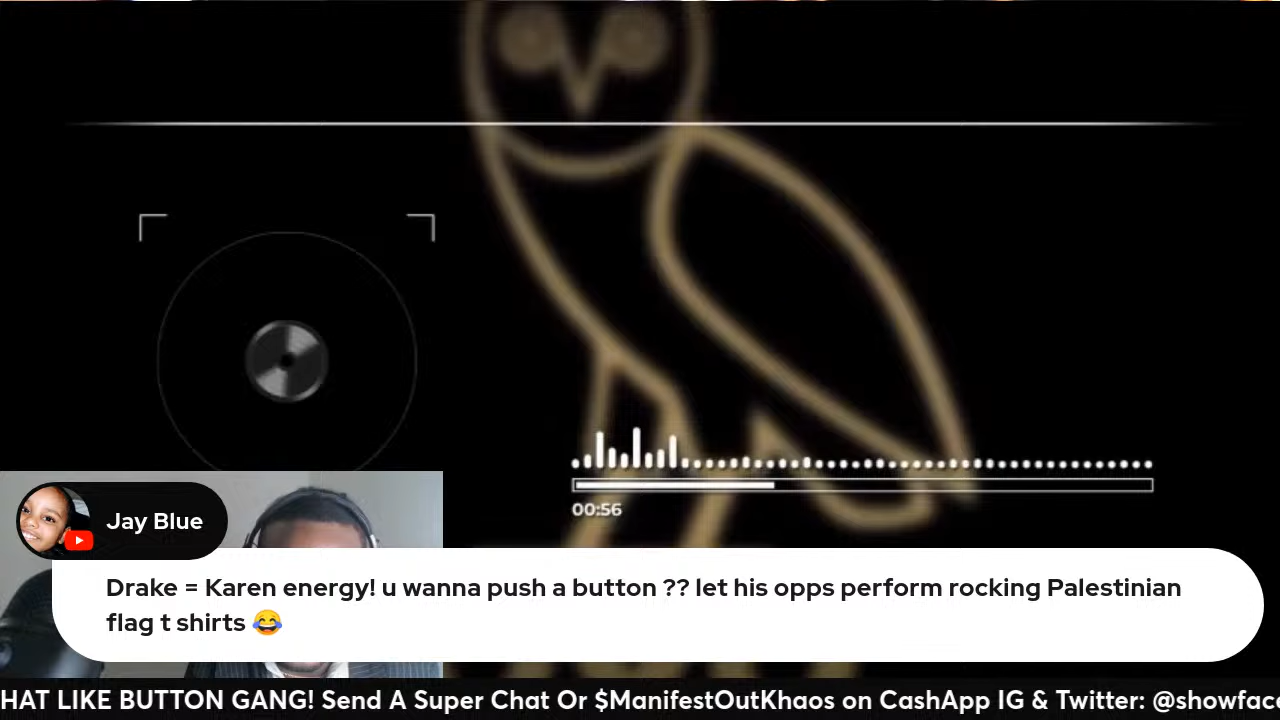 00:56
Jay Blue
Drake = Karen energy! u wanna push a button ?? let his opps perform rocking Palestinian
flag t shirts 😂
HAT LIKE BUTTON GANG! Send A Super Chat Or $ManifestOutKhaos on CashApp IG & Twitter: @showface